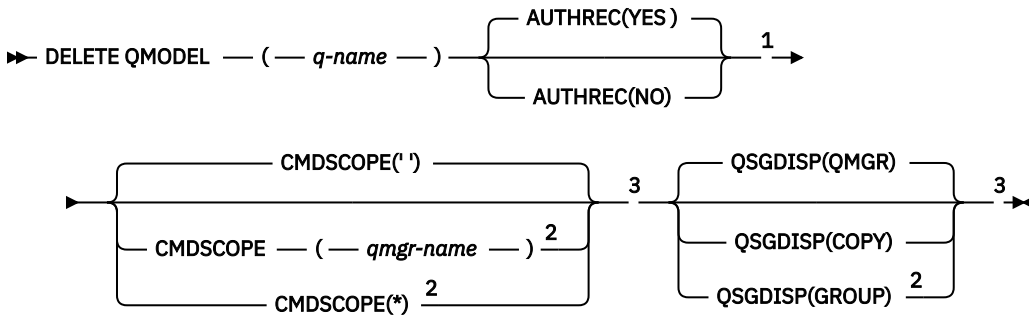 AUTHREC(YES )
DELETE QMODEL ( q-name ) 1
AUTHREC(NO)
CMDSCOPE(' ') QSGDISP(QMGR)
3 3
CMDSCOPE ( qmgr-name ) 2 QSGDISP(COPY)
CMDSCOPE(*) 2 QSGDISP(GROUP) 2